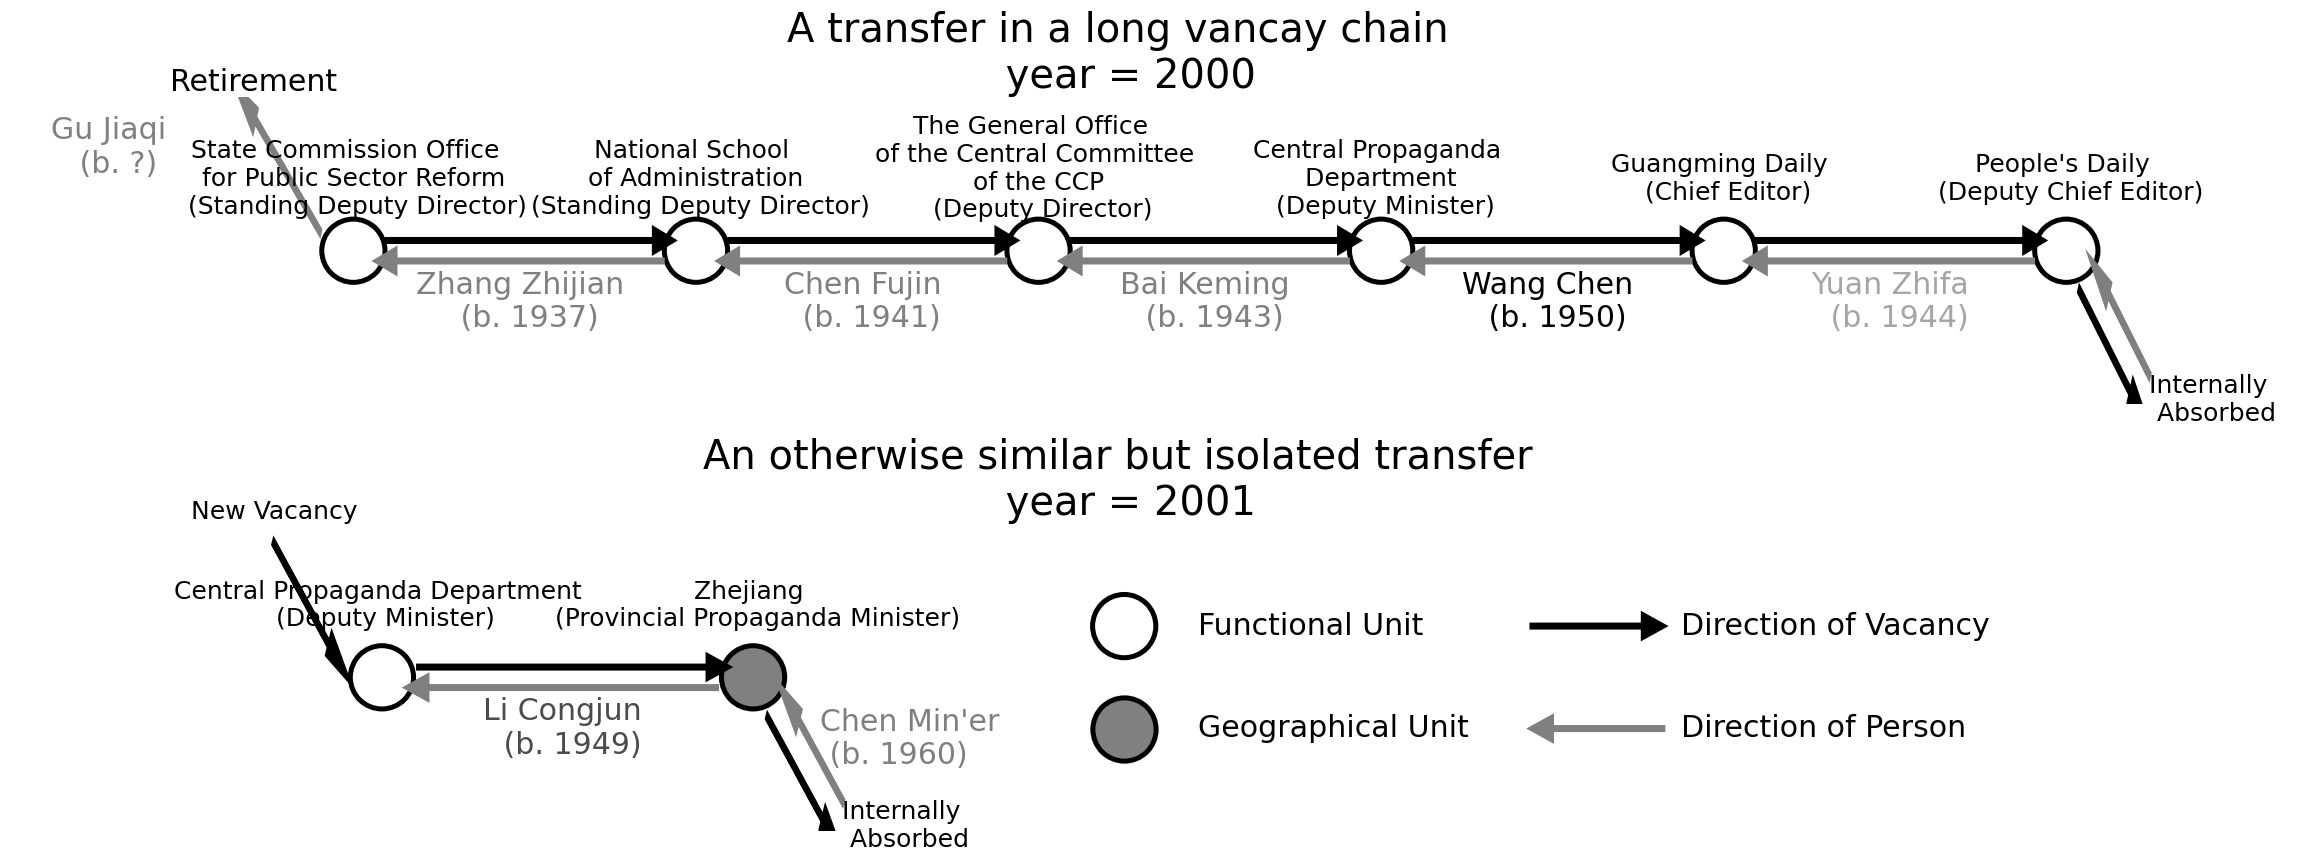 A transfer in a long vancay chain
year = 2000
Retirement
Gu Jiaqi
(b. ?)
State Commission Office
for Public Sector Reform
(Standing Deputy Director)
National School
of Administration
(Standing Deputy Director)
The General Office
of the Central Committee
of the CCP
(Deputy Director)
Central Propaganda
Department
(Deputy Minister)
Guangming Daily
(Chief Editor)
People's Daily
(Deputy Chief Editor)
Zhang Zhijian
(b. 1937)
Chen Fujin
(b. 1941)
Bai Keming
(b. 1943)
Wang Chen
(b. 1950)
Yuan Zhifa
(b. 1944)
Internally
Absorbed
An otherwise similar but isolated transfer
year = 2001
New Vacancy
Central Propaganda Department
(Deputy Minister)
Zhejiang
(Provincial Propaganda Minister)
Li Congjun
(b. 1949)
Chen Min'er
(b. 1960)
Internally
Absorbed
Functional Unit
Direction of Vacancy
Geographical Unit
Direction of Person